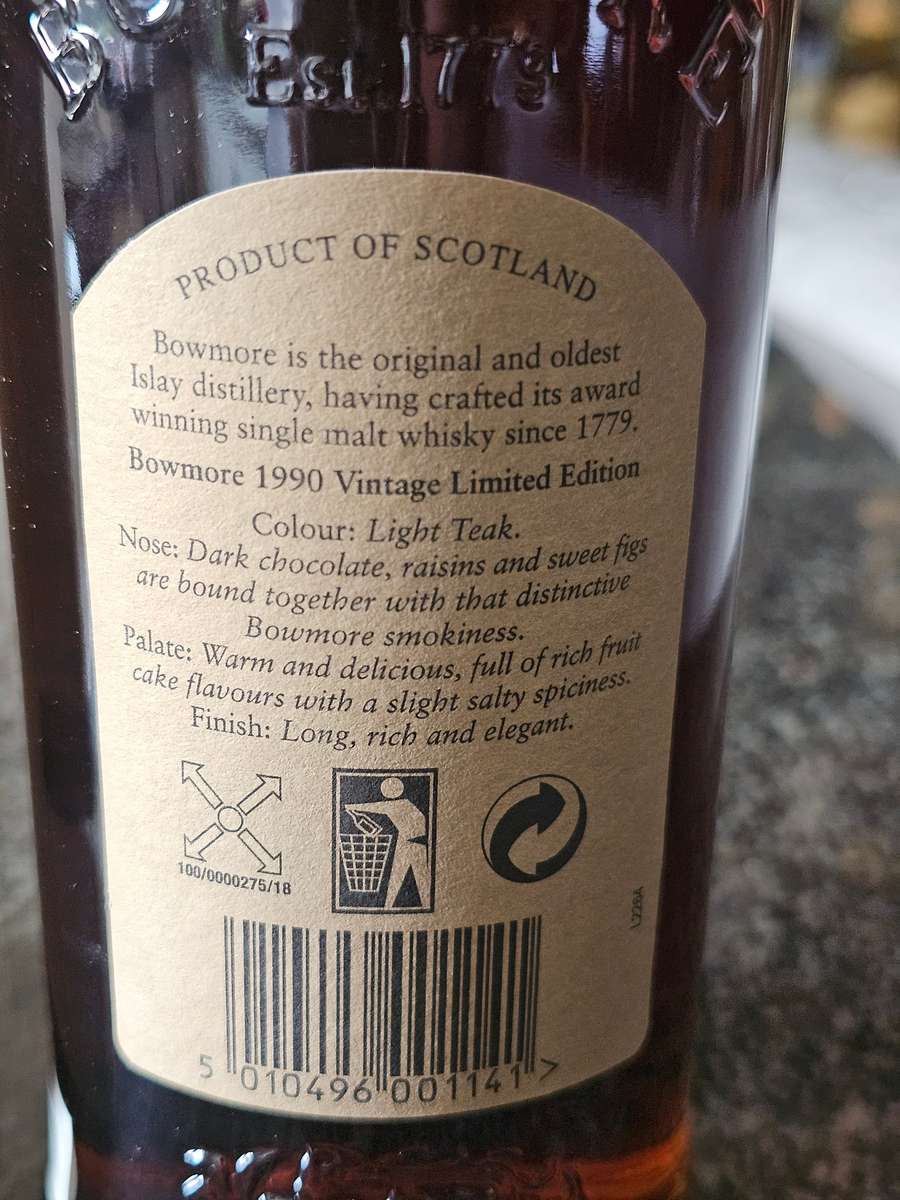 Est. 1779
PRODUCT OF SCOTLAND
Bowmore is the original and oldest
Islay distillery, having crafted its award
winning single malt whisky since 1779.
Bowmore 1990 Vintage Limited Edition
Colour: Light Teak.
Nose: Dark chocolate, raisins and sweet figs
are bound together with that distinctive
Bowmore smokiness.
Palate: Warm and delicious, full of rich fruit
cake flavours with a slight salty spiciness.
Finish: Long, rich and elegant.
100/0000275/18
L226A
5 010496 001141 >